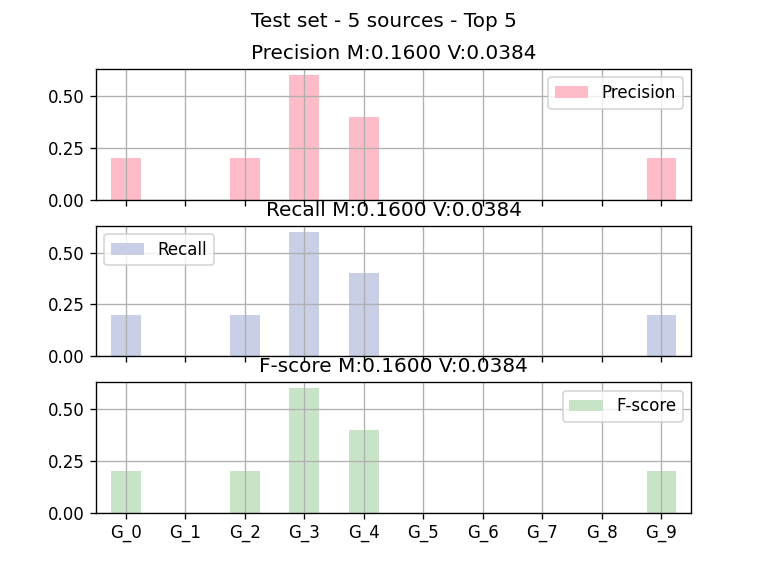 Test set - 5 sources - Top 5
Precision M:0.1600 V:0.0384
0.50
0.25
0.00
Precision
Recall M:0.1600 V:0.0384
0.50
0.25
0.00
Recall
F-score M:0.1600 V:0.0384
0.50
0.25
0.00
F-score
G_0 G_1 G_2 G_3 G_4 G_5 G_6 G_7 G_8 G_9